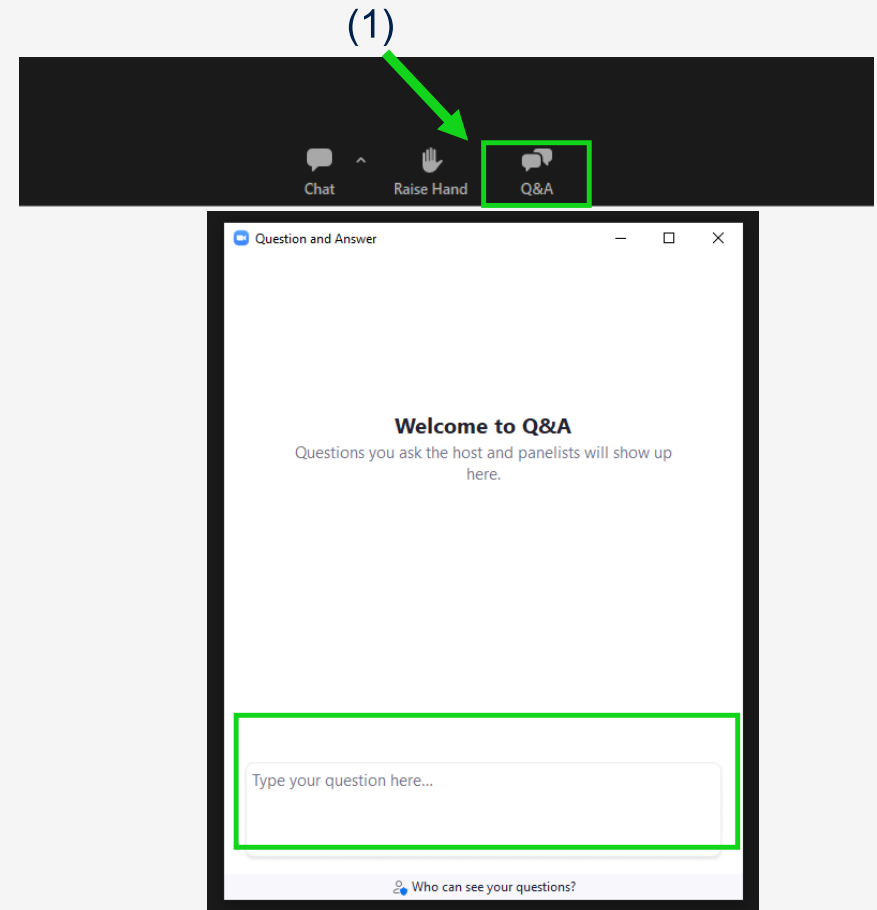 (1)
Chat
Raise Hand
Q&A
Question and Answer
Welcome to Q&A
Questions you ask the host and panelists will show up
here.
Type your question here...
Who can see your questions?